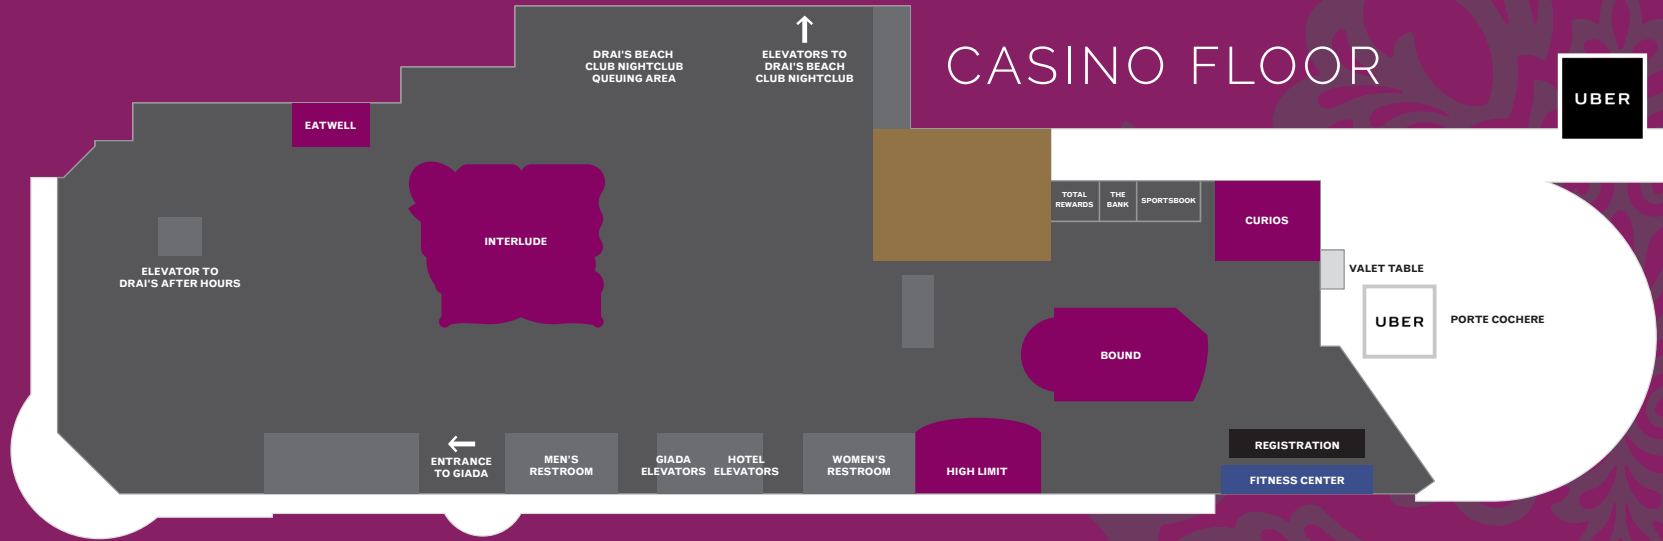 CASINO FLOOR
UBER
DRAI'S BEACH
CLUB NIGHTCLUB
QUEUING AREA
ELEVATORS TO
DRAI'S BEACH
CLUB NIGHTCLUB
EATWELL
INTERLUDE
TOTAL
REWARDS
THE
BANK
SPORTSBOOK
CURIOS
ELEVATOR TO
DRAI'S AFTER HOURS
VALET TABLE
UBER
PORTE COCHERE
BOUND
ENTRANCE
TO GIADA
MEN'S
RESTROOM
GIADA
ELEVATORS
HOTEL
ELEVATORS
WOMEN'S
RESTROOM
HIGH LIMIT
REGISTRATION
FITNESS CENTER